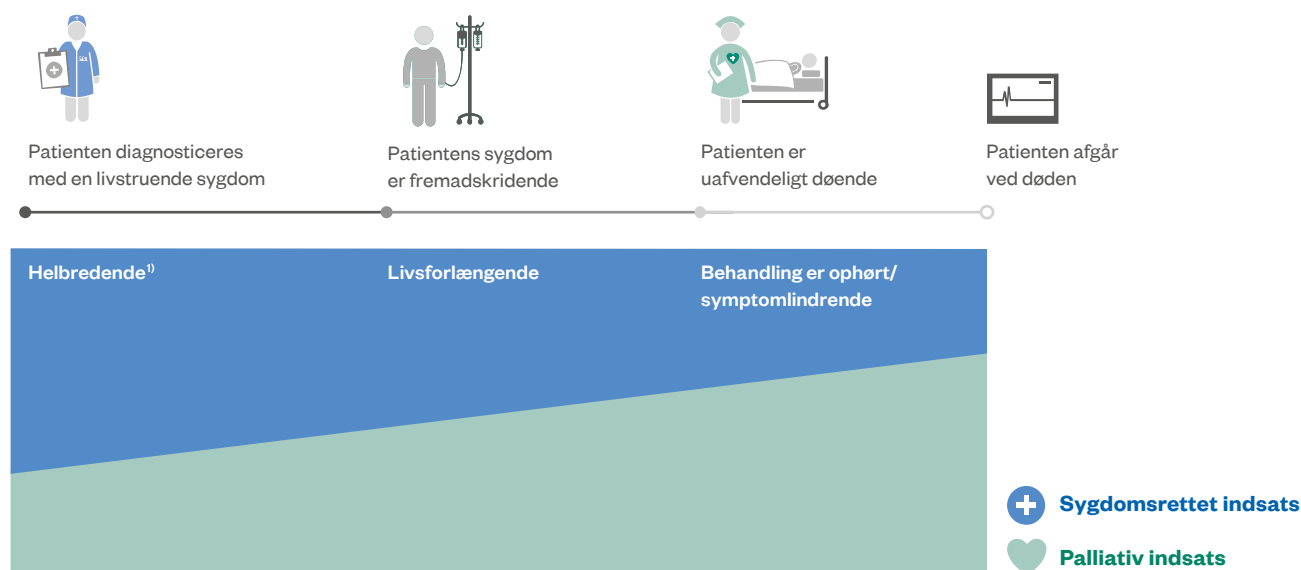 Patienten diagnosticeres
med en livstruende sygdom
Patientens sygdom
er fremadskridende
Patienten er
uafvendeligt døende
Patienten afgår
ved døden
Helbredende¹⁾
Livsforlængende
Behandling er ophørt/
symptomlindrende
Sygdomsrettet indsats
Palliativ indsats